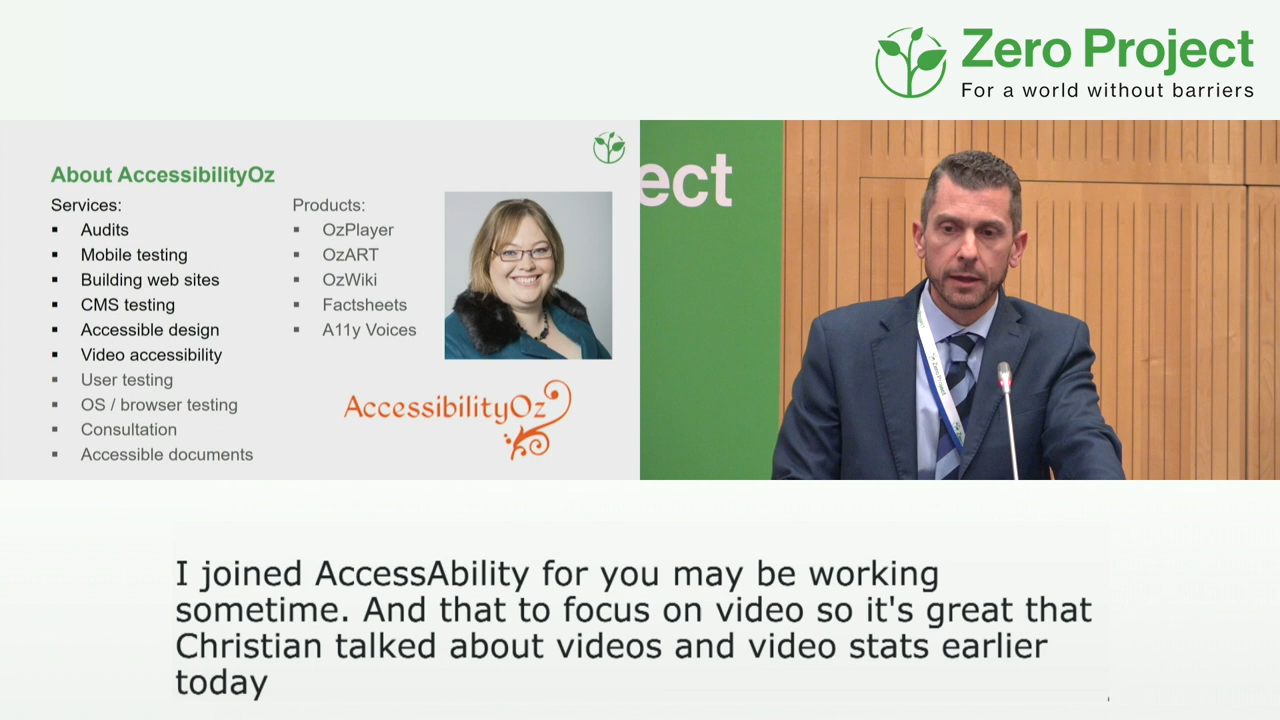 Zero Project
For a world without barriers
About AccessibilityOz
Services:
▪ Audits
▪ Mobile testing
▪ Building web sites
▪ CMS testing
▪ Accessible design
▪ Video accessibility
▪ User testing
▪ OS / browser testing
▪ Consultation
▪ Accessible documents
Products:
▪ OzPlayer
▪ OzART
▪ OzWiki
▪ Factsheets
▪ A11y Voices
AccessibilityOz
ect
Zero Project
I joined AccessAbility for you may be working
sometime. And that to focus on video so it's great that
Christian talked about videos and video stats earlier
today